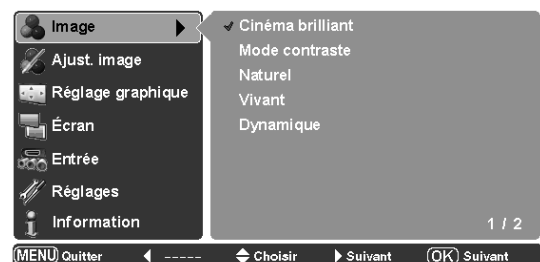 Image
Ajust. image
Réglage graphique
Écran
Entrée
Réglages
Information
Cinéma brilliant
Mode contraste
Naturel
Vivant
Dynamique
1 / 2
MENU Quitter ----- Choisir Suivant OK Suivant